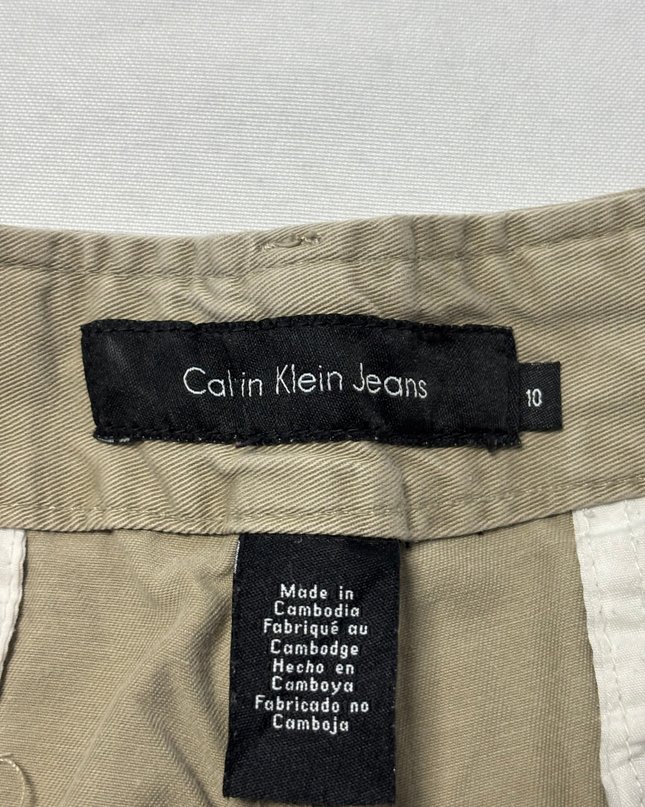 Calvin Klein Jeans
10
Made in
Cambodia
Fabriqué au
Cambodge
Hecho en
Camboya
Fabricado no
Camboja